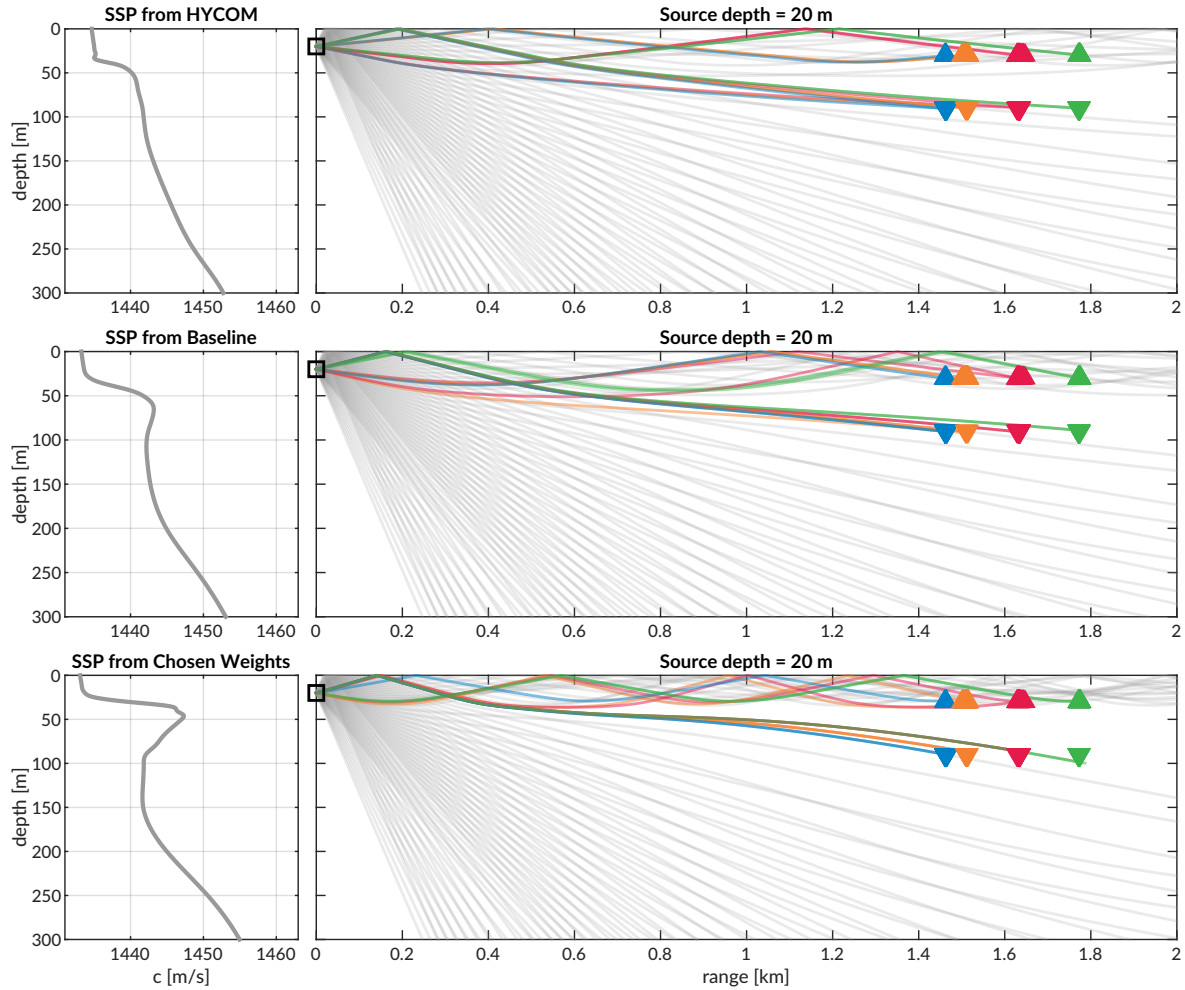 SSP from HYCOM
Source depth = 20 m
0
50
100
150
200
250
300
depth [m]
1440 1450 1460
0 0.2 0.4 0.6 0.8 1 1.2 1.4 1.6 1.8 2
SSP from Baseline
Source depth = 20 m
0
50
100
150
200
250
300
depth [m]
1440 1450 1460
0 0.2 0.4 0.6 0.8 1 1.2 1.4 1.6 1.8 2
SSP from Chosen Weights
Source depth = 20 m
0
50
100
150
200
250
300
depth [m]
1440 1450 1460
0 0.2 0.4 0.6 0.8 1 1.2 1.4 1.6 1.8 2
c [m/s]
range [km]